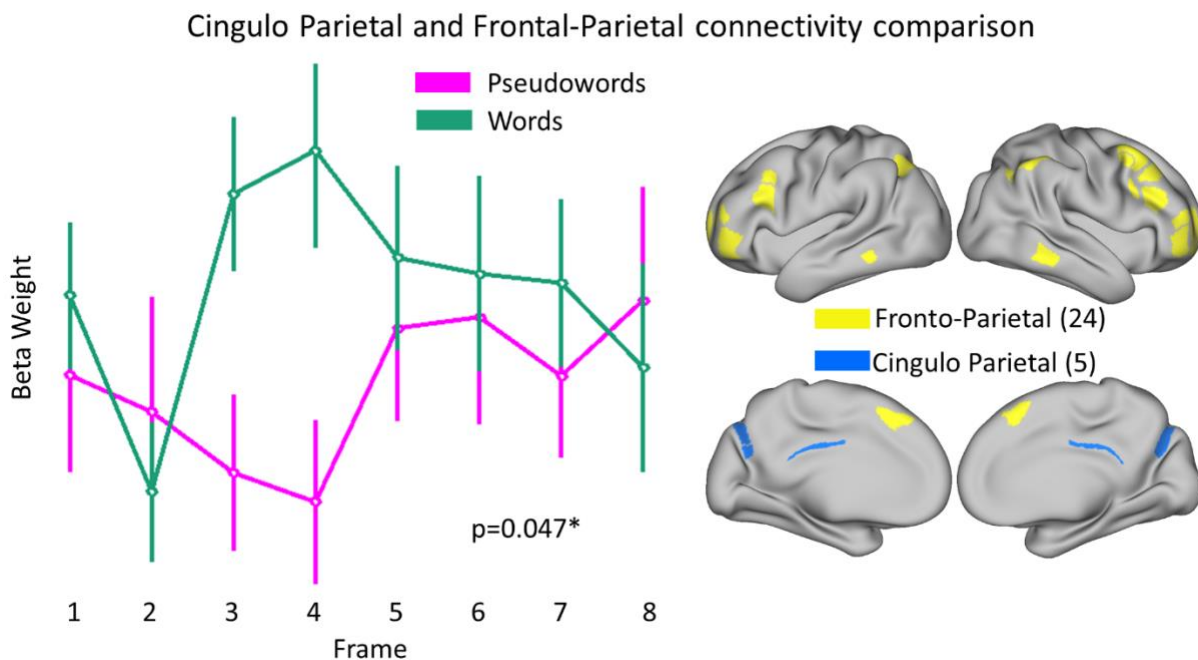 Cingulo Parietal and Frontal-Parietal connectivity comparison
Pseudowords
Words
Beta Weight
p=0.047*
1 2 3 4 5 6 7 8
Frame
Fronto-Parietal (24)
Cingulo Parietal (5)